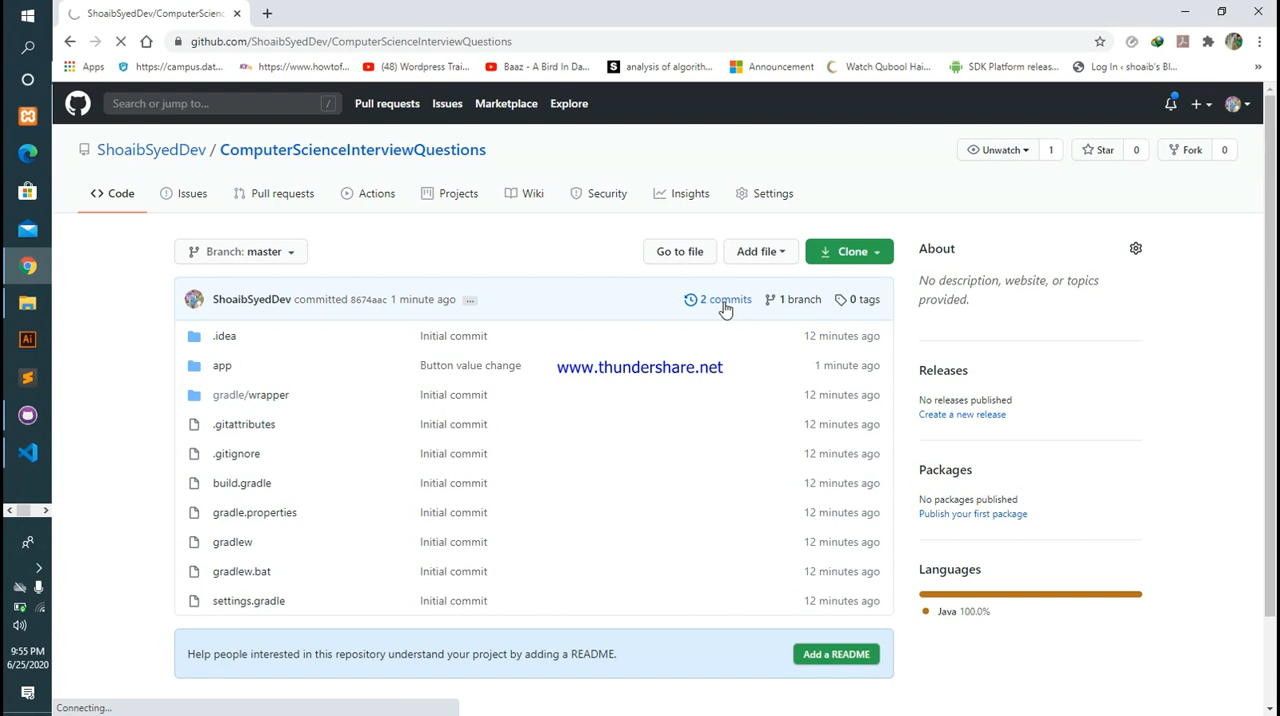 ShoaibSyedDev/ComputerScienc
github.com/ShoaibSyedDev/ComputerScienceInterviewQuestions
Apps
https://campus.dat...
https://www.howtof...
(48) Wordpress Trai...
Baaz - A Bird In Da...
analysis of algorith...
Announcement
Watch Qubool Hai...
SDK Platform releas...
Log In ‹ shoaib's Bl...
Search or jump to...
/
Pull requests
Issues
Marketplace
Explore
ShoaibSyedDev / ComputerScienceInterviewQuestions
Unwatch
1
Star
0
Fork
0
Code
Issues
Pull requests
Actions
Projects
Wiki
Security
Insights
Settings
Branch: master
Go to file
Add file
Clone
ShoaibSyedDev committed 8674aac 1 minute ago ...
2 commits
1 branch
0 tags
.idea Initial commit 12 minutes ago
app Button value change 1 minute ago
www.thundershare.net
gradle/wrapper Initial commit 12 minutes ago
.gitattributes Initial commit 12 minutes ago
.gitignore Initial commit 12 minutes ago
build.gradle Initial commit 12 minutes ago
gradle.properties Initial commit 12 minutes ago
gradlew Initial commit 12 minutes ago
gradlew.bat Initial commit 12 minutes ago
settings.gradle Initial commit 12 minutes ago
Help people interested in this repository understand your project by adding a README.
Add a README
About
No description, website, or topics
provided.
Releases
No releases published
Create a new release
Packages
No packages published
Publish your first package
Languages
Java 100.0%
Ai
9:55 PM
6/25/2020
Connecting...